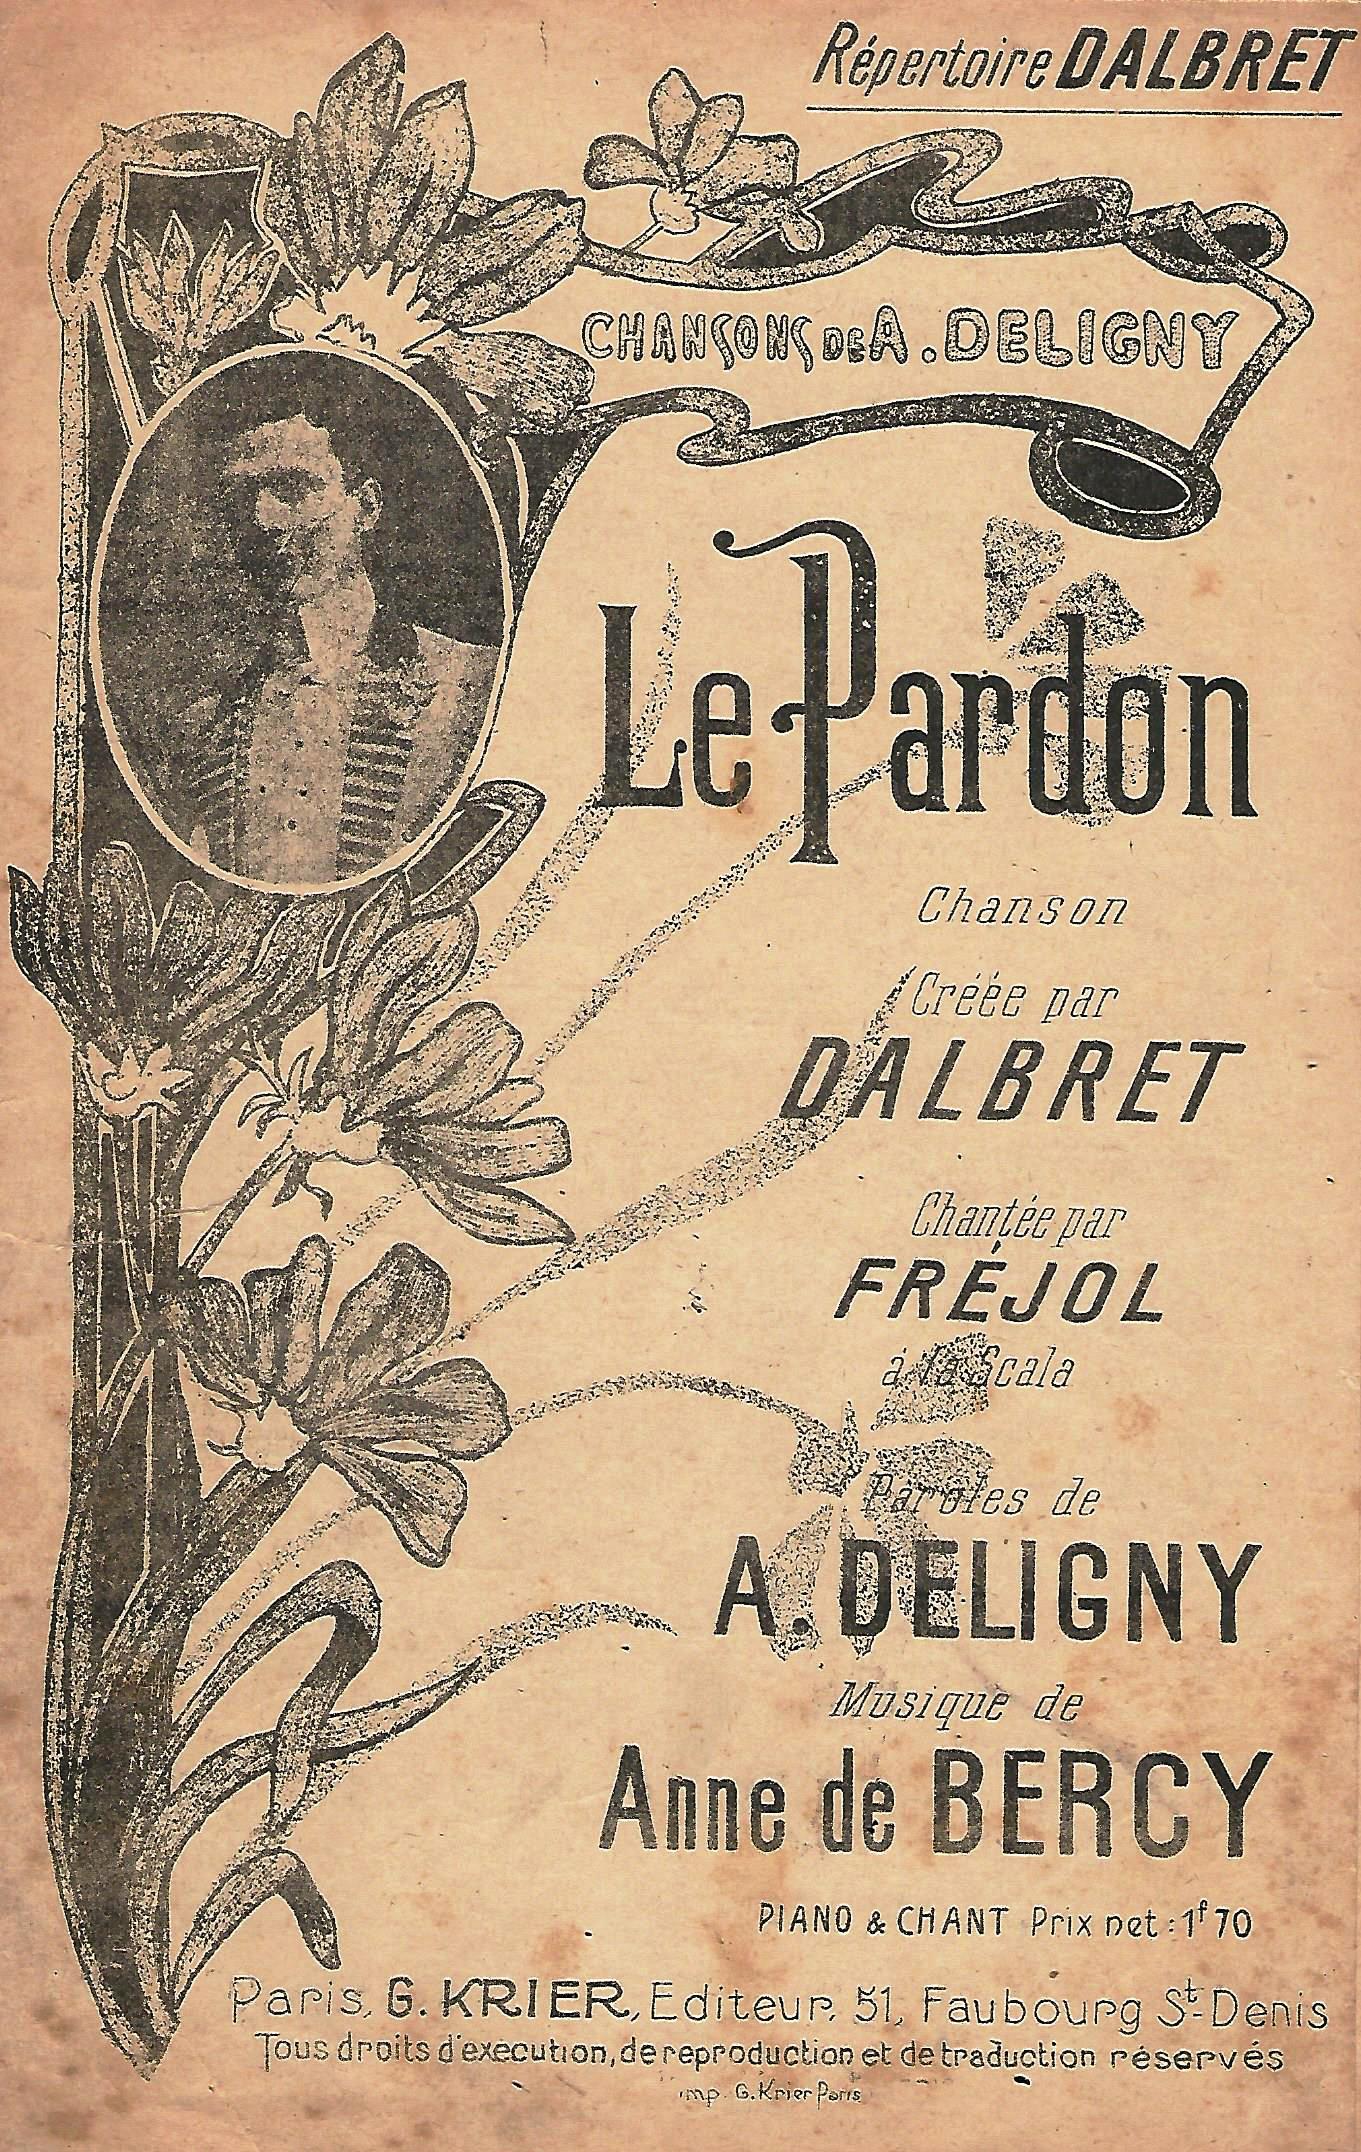 Répertoire DALBRET
CHANSONS DE A. DELIGNY
Le Pardon
Chanson
Créée par
DALBRET
Chantée par
FRÉJOL
à la Scala
Paroles de
A. DELIGNY
Musique de
Anne de BERCY
PIANO & CHANT Prix net : 1f 70
Paris, G. KRIER, Editeur, 51, Faubourg St-Denis
Tous droits d'execution, de reproduction et de traduction réservés
imp. G. Krier Paris